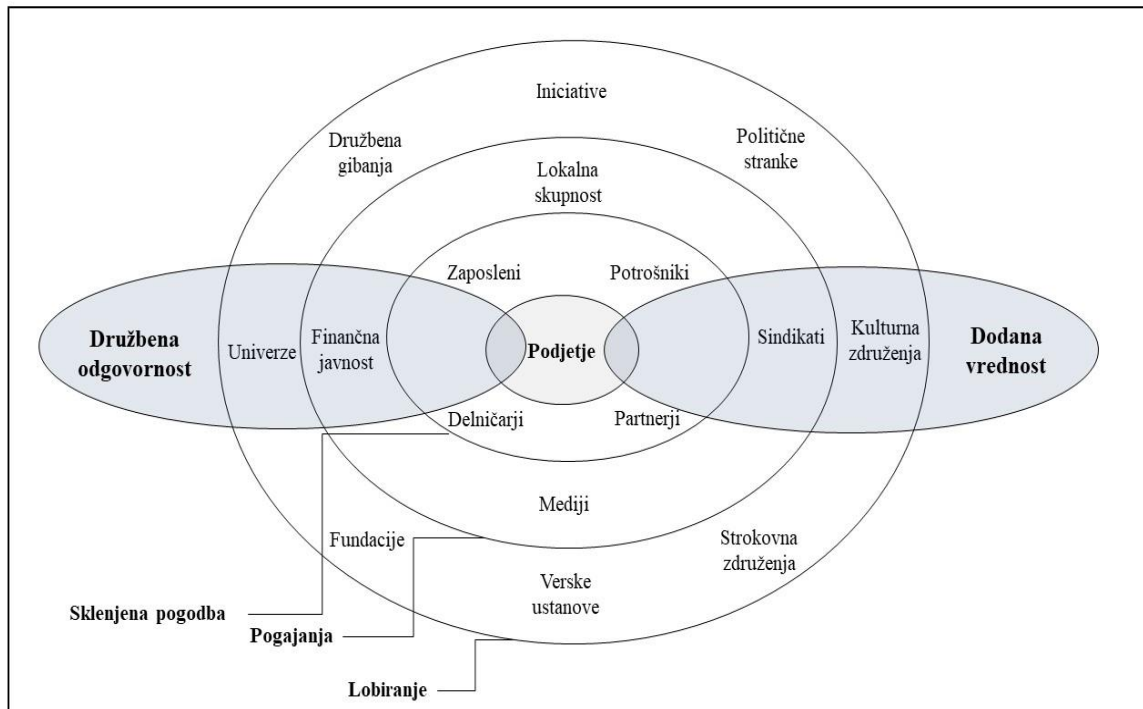 Iniciative
Družbena
gibanja
Politične
stranke
Lokalna
skupnost
Zaposleni
Potrošniki
Družbena
odgovornost
Univerze
Finančna
javnost
Podjetje
Sindikati
Kulturna
združenja
Dodana
vrednost
Delničarji
Partnerji
Mediji
Fundacije
Strokovna
združenja
Verske
ustanove
Sklenjena pogodba
Pogajanja
Lobiranje